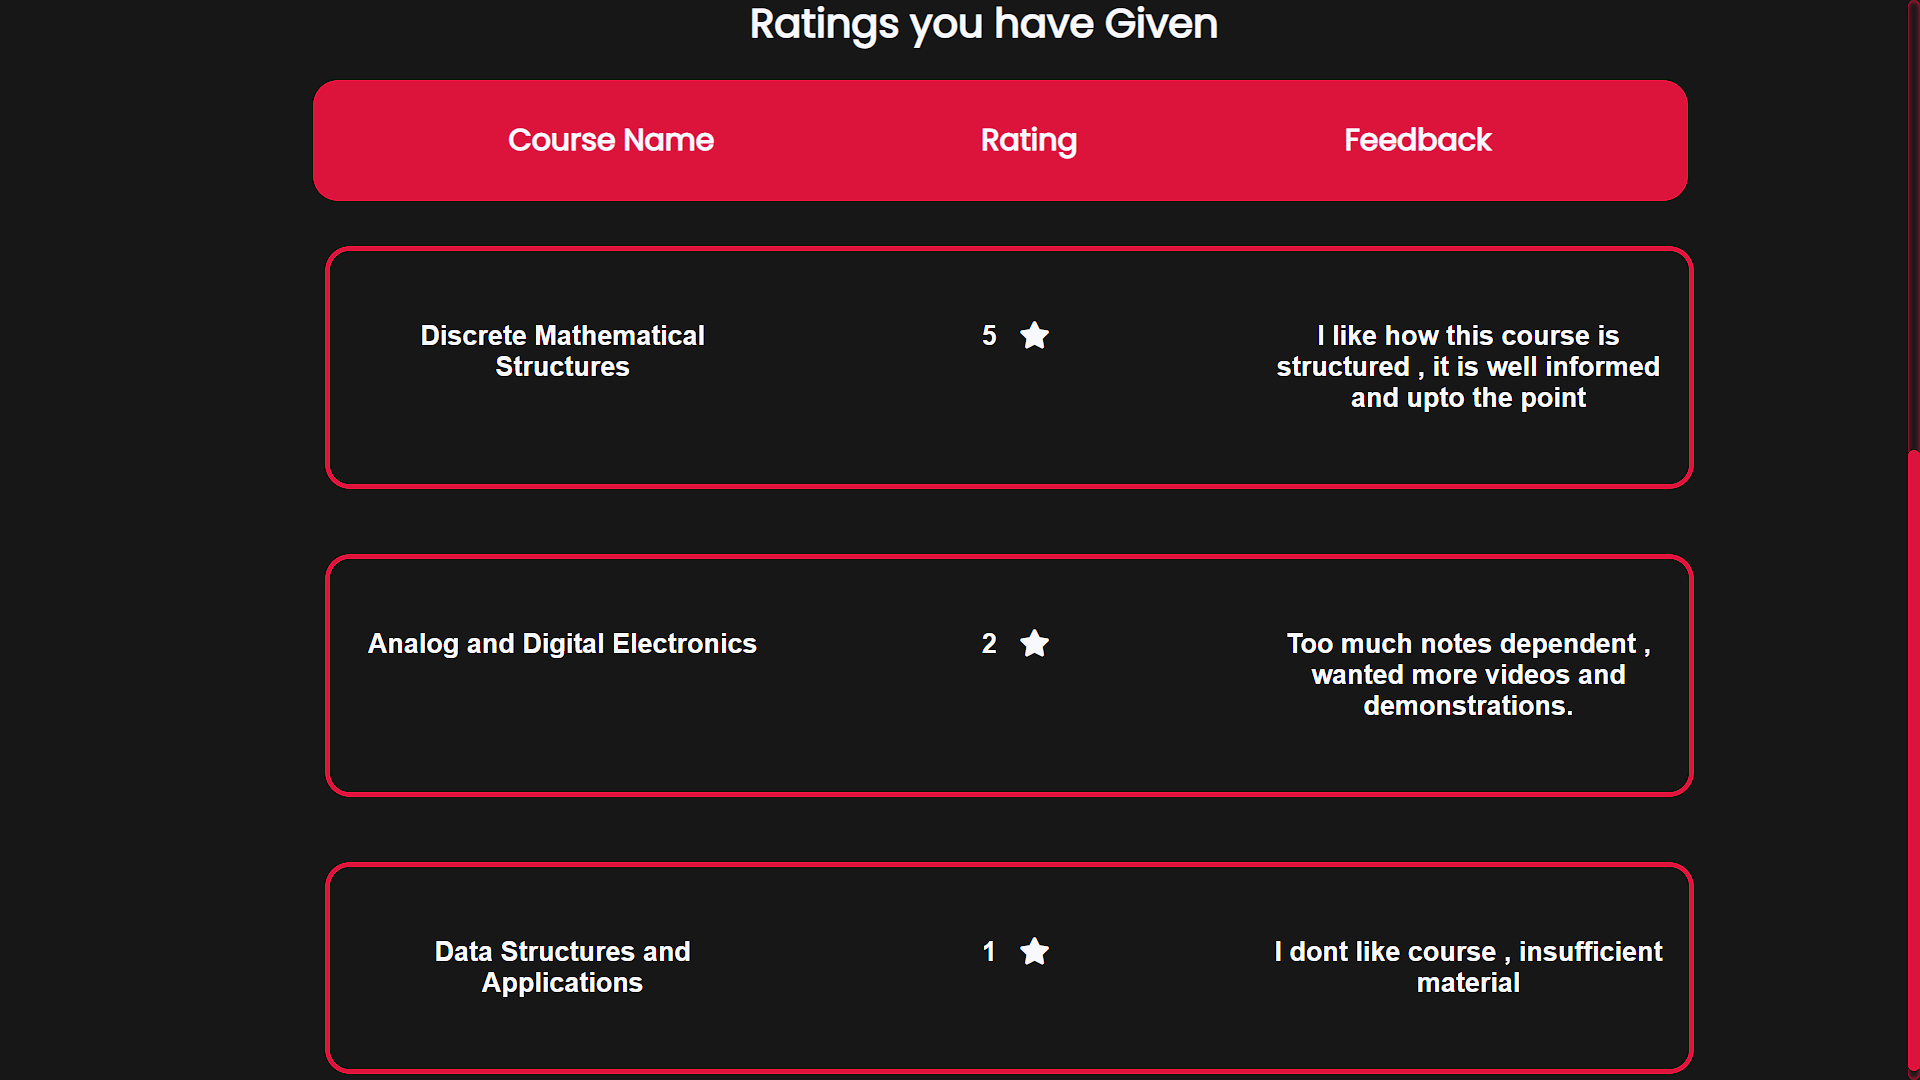 Ratings you have Given
Course Name Rating Feedback
Discrete Mathematical
Structures
5
I like how this course is
structured , it is well informed
and upto the point
Analog and Digital Electronics
2
Too much notes dependent ,
wanted more videos and
demonstrations.
Data Structures and
Applications
1
I dont like course , insufficient
material